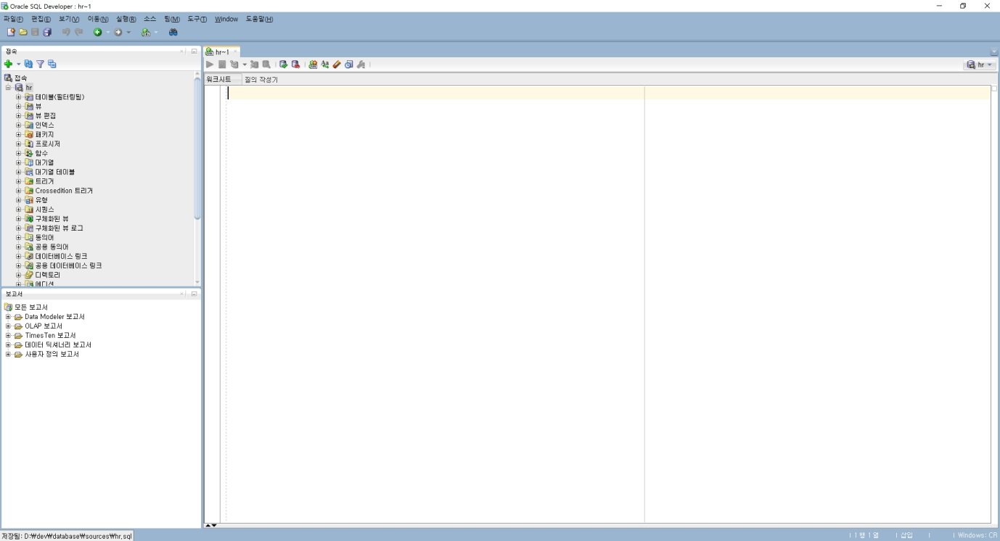 Oracle SQL Developer : hr~1
파일(F) 편집(E) 보기(V) 이동(N) 실행(R) 소스 팀(M) 도구(T) Window 도움말(H)
접속
hr~1
hr
워크시트 질의 작성기
접속
hr
테이블(필터링됨)
뷰
뷰 편집
인덱스
패키지
프로시저
함수
대기열
대기열 테이블
트리거
Crossedition 트리거
유형
시퀀스
구체화된 뷰
구체화된 뷰 로그
동의어
공용 동의어
데이터베이스 링크
공용 데이터베이스 링크
디렉토리
에디션
보고서
모든 보고서
Data Modeler 보고서
OLAP 보고서
TimesTen 보고서
데이터 딕셔너리 보고서
사용자 정의 보고서
저장됨: D:₩dev₩database₩sources₩hr.sql
1 행 1 열 삽입 Windows: CR